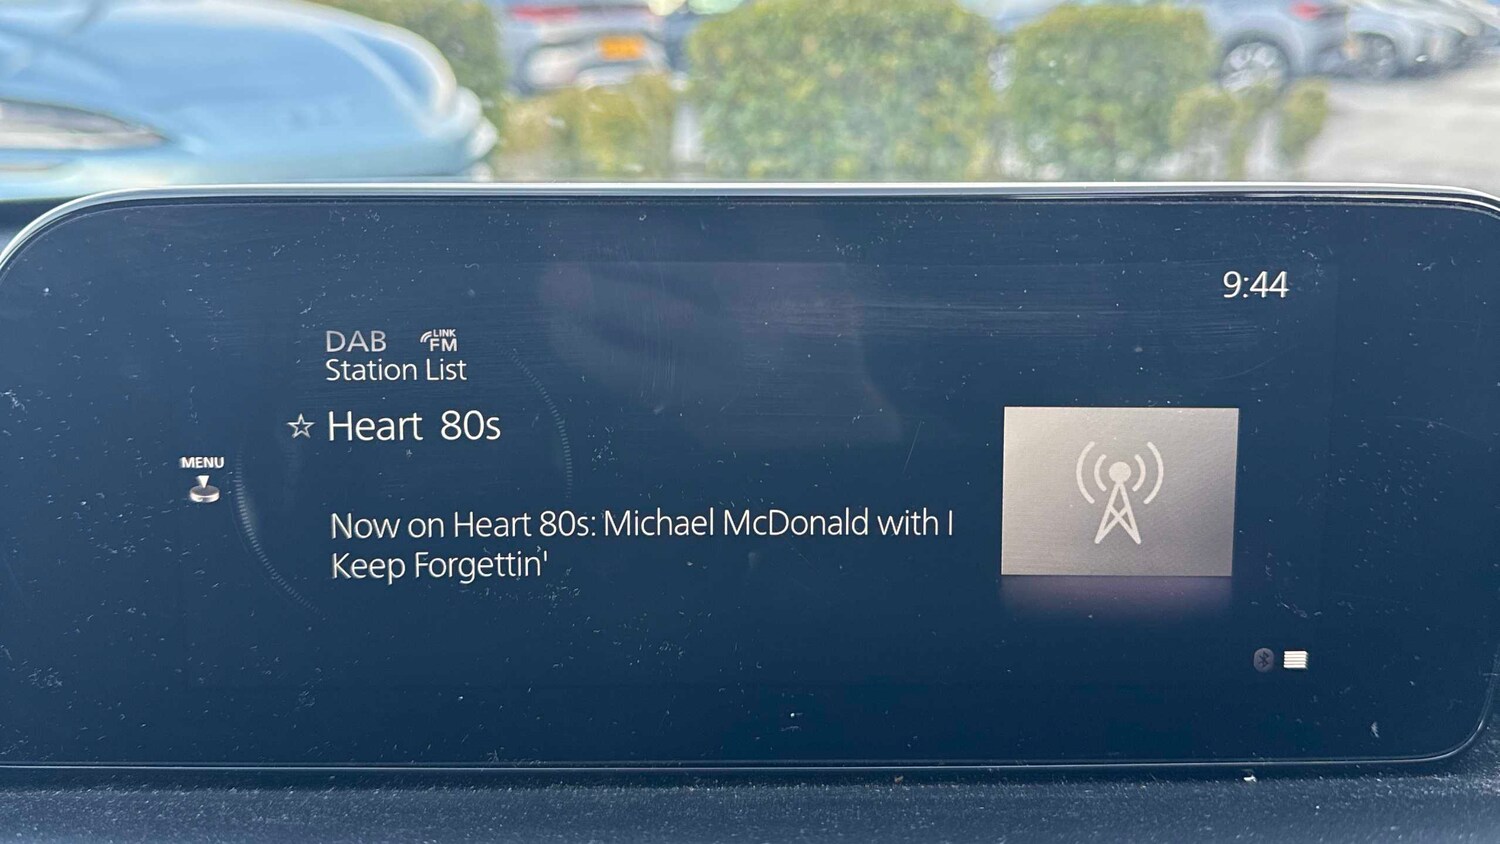 9:44
DAB LINK FM
Station List
☆ Heart 80s
MENU
Now on Heart 80s: Michael McDonald with I
Keep Forgettin'